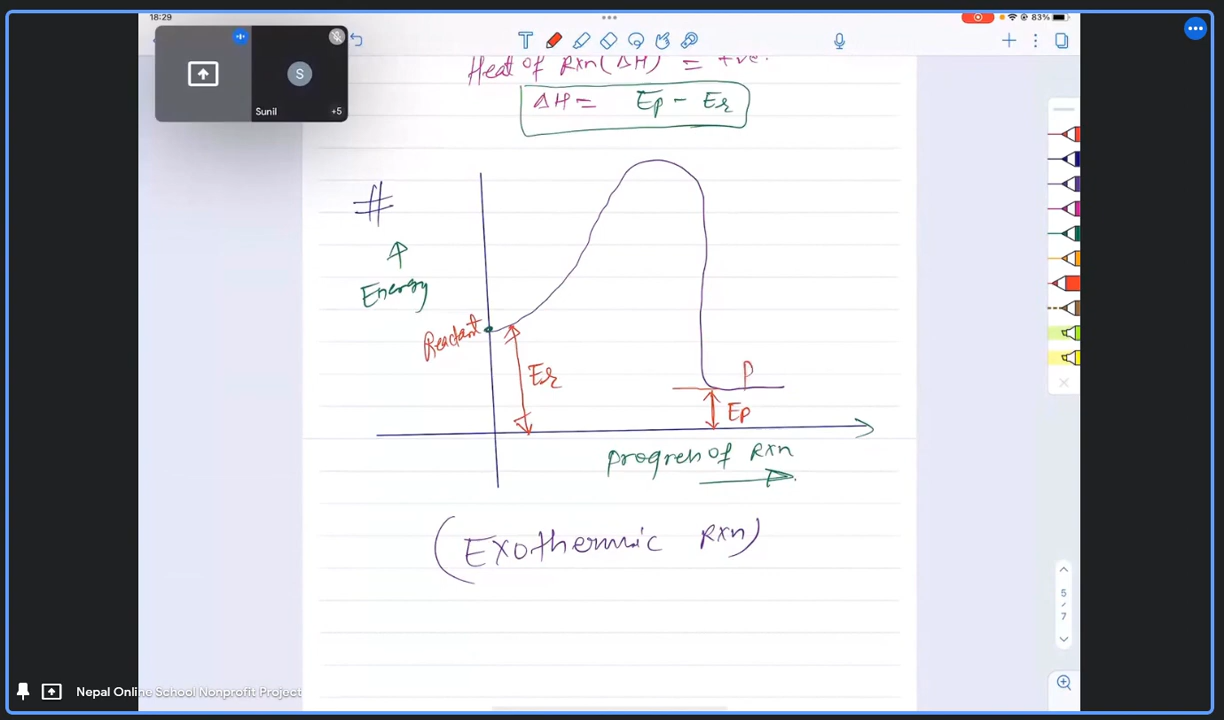 18:29
83%
T
S
Sunil
+5
Heat of Rxn (ΔH) = +ve.
ΔH = Ep - Er
#
Energy
Reactant
Er
P
Ep
Progress of Rxn
(Exothermic Rxn)
5
/
7
Nepal Online School Nonprofit Project